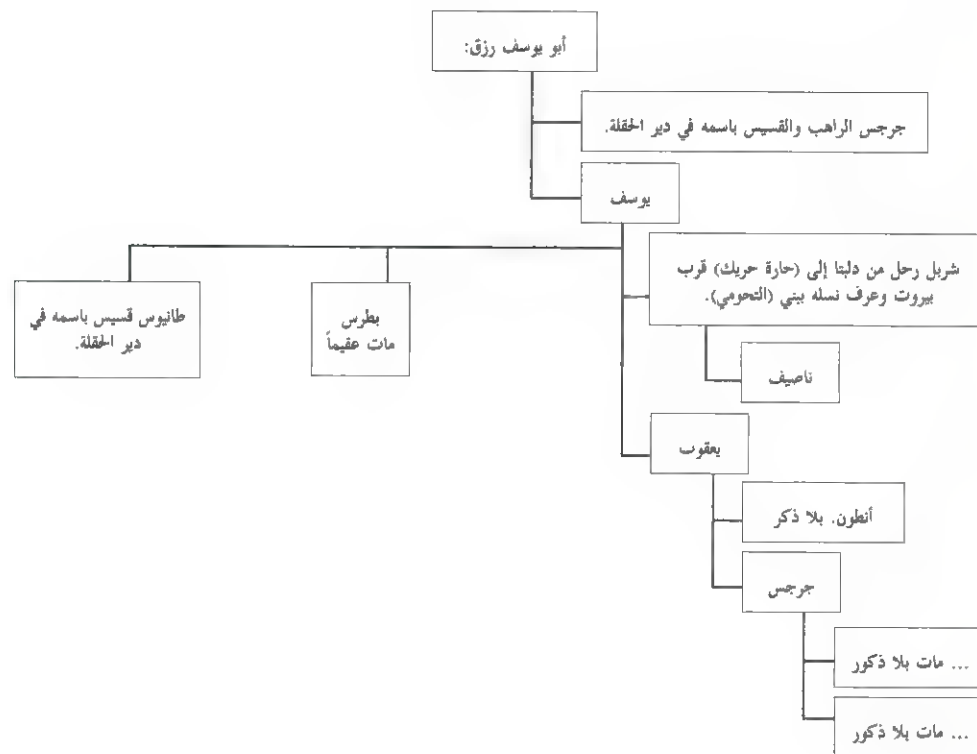 أبو يوسف رزق:
جرجس الراهب والقسيس باسمه في دير الحقلة.
يوسف
شربل رحل من دلبتا إلى (حارة حريك) قرب
بيروت وعرف نسله ببني (التحومي).
بطرس
مات عقيماً
طانيوس قسيس باسمه في
دير الحقلة.
ناصيف
يعقوب
أنطون. بلا ذكر
جرجس
... مات بلا ذكور
... مات بلا ذكور